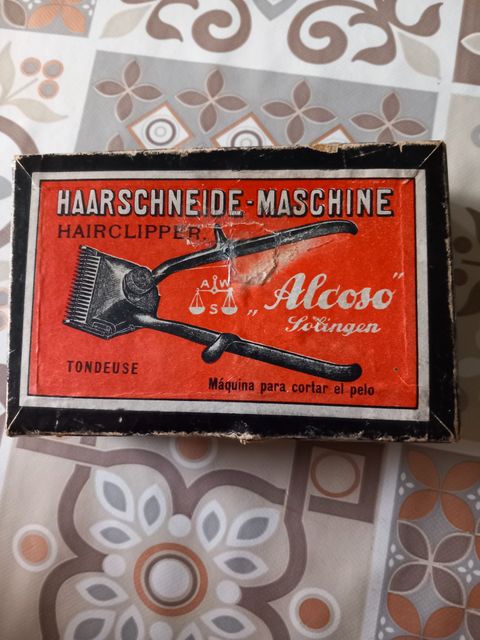 HAARSCHNEIDE-MASCHINE
HAIRCLIPPER.
A W
S
„Alcoso”
Solingen
TONDEUSE
Máquina para cortar el pelo